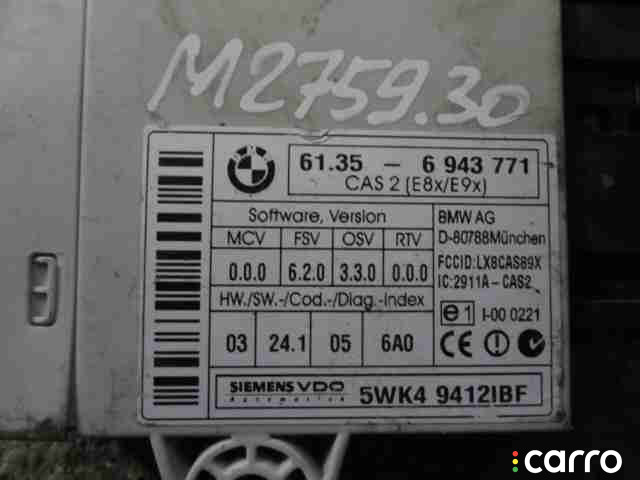 M2759.30
61.35 - 6 943 771
CAS 2 (E8x/E9x)
Software, Version
MCV FSV OSV RTV
0.0.0 6.2.0 3.3.0 0.0.0
HW./SW.-/Cod.-/Diag.-Index
03 24.1 05 6A0
BMW AG
D-80788München
FCCID:LX8CAS89X
IC:2911A-CAS2
e1 I-00 0221
CE
SIEMENS VDO
Automotive
5WK4 9412IBF
carro